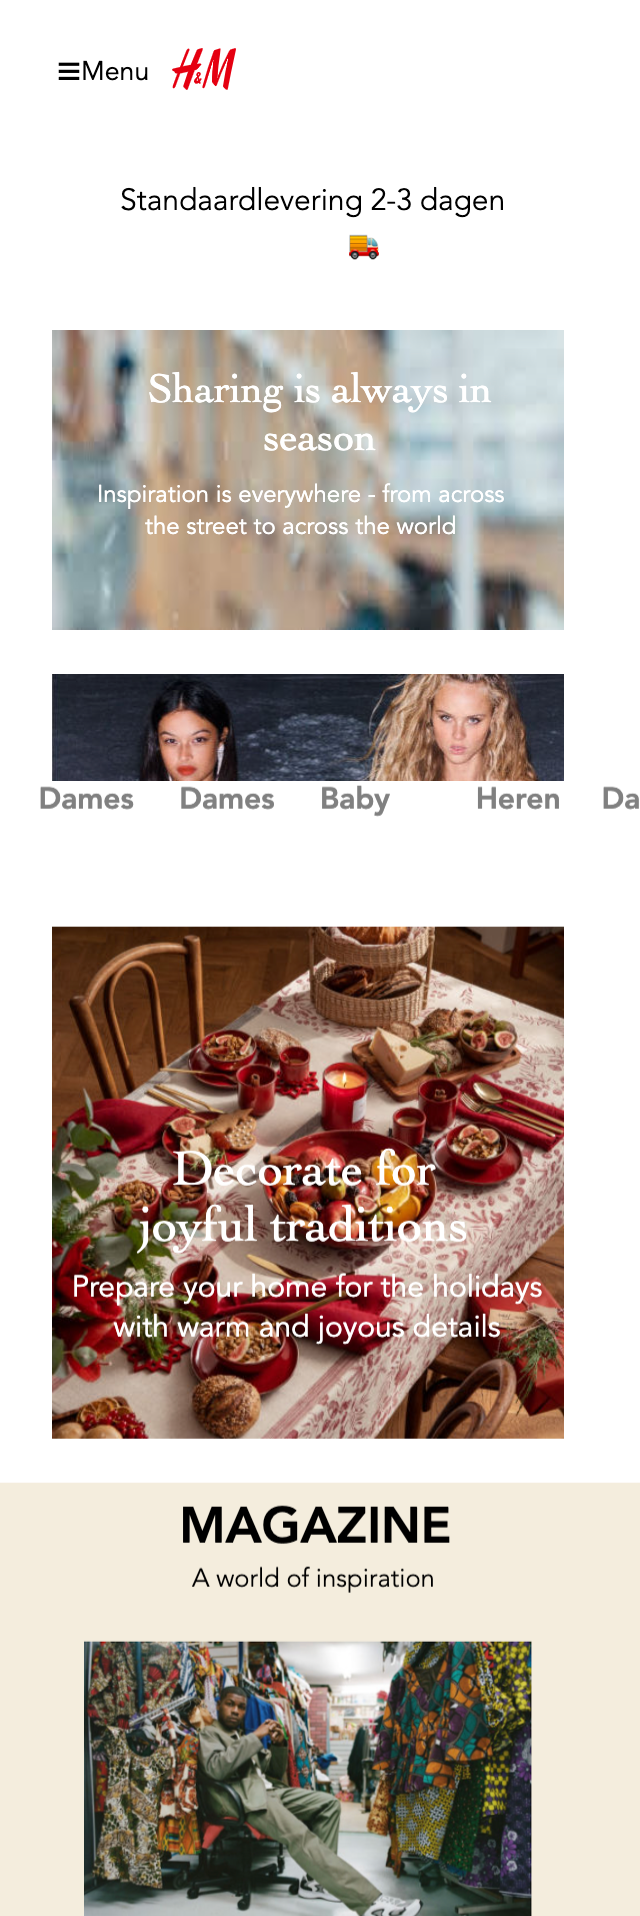 Menu H&M
Standaardlevering 2-3 dagen
Sharing is always in
season
Inspiration is everywhere - from across
the street to across the world
Dames Dames Baby Heren Da
Decorate for
joyful traditions
Prepare your home for the holidays
with warm and joyous details
MAGAZINE
A world of inspiration